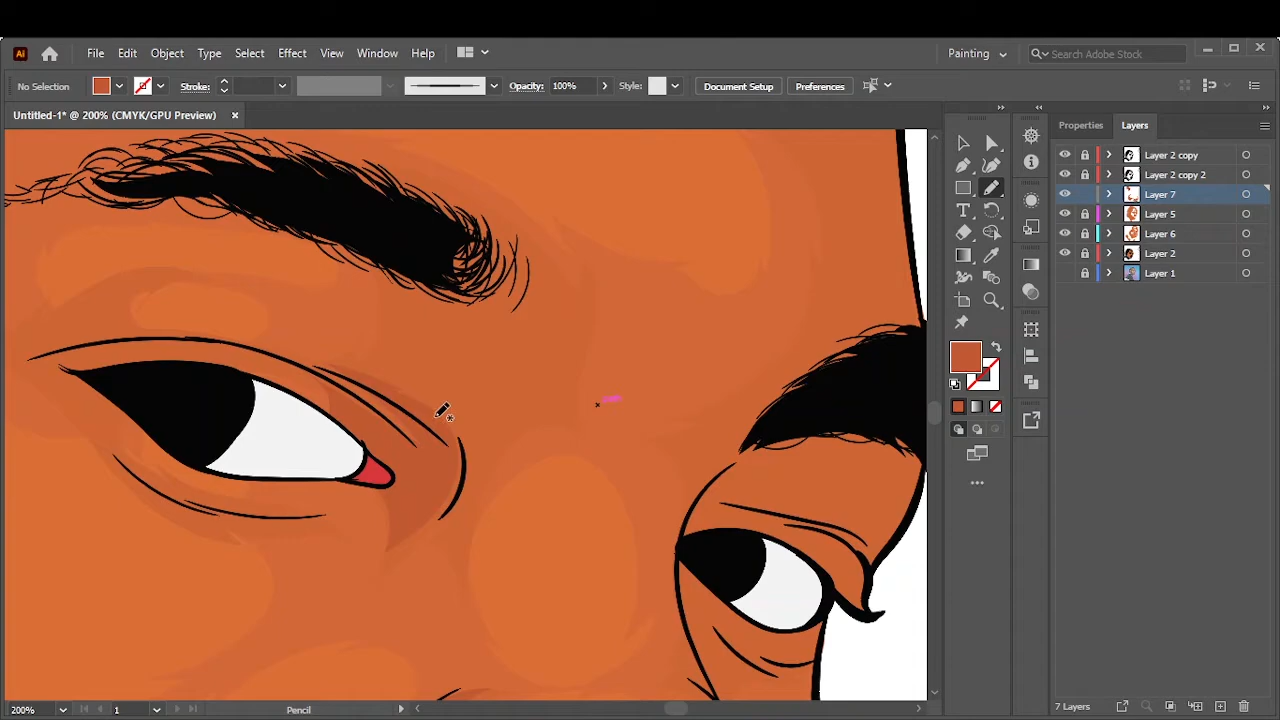 Ai File Edit Object Type Select Effect View Window Help Painting Search Adobe Stock
No Selection Stroke: Opacity: 100% Style: Document Setup Preferences
Untitled-1* @ 200% (CMYK/GPU Preview)
Properties Layers
Layer 2 copy
Layer 2 copy 2
Layer 7
Layer 5
Layer 6
Layer 2
Layer 1
200% 1 Pencil 7 Layers